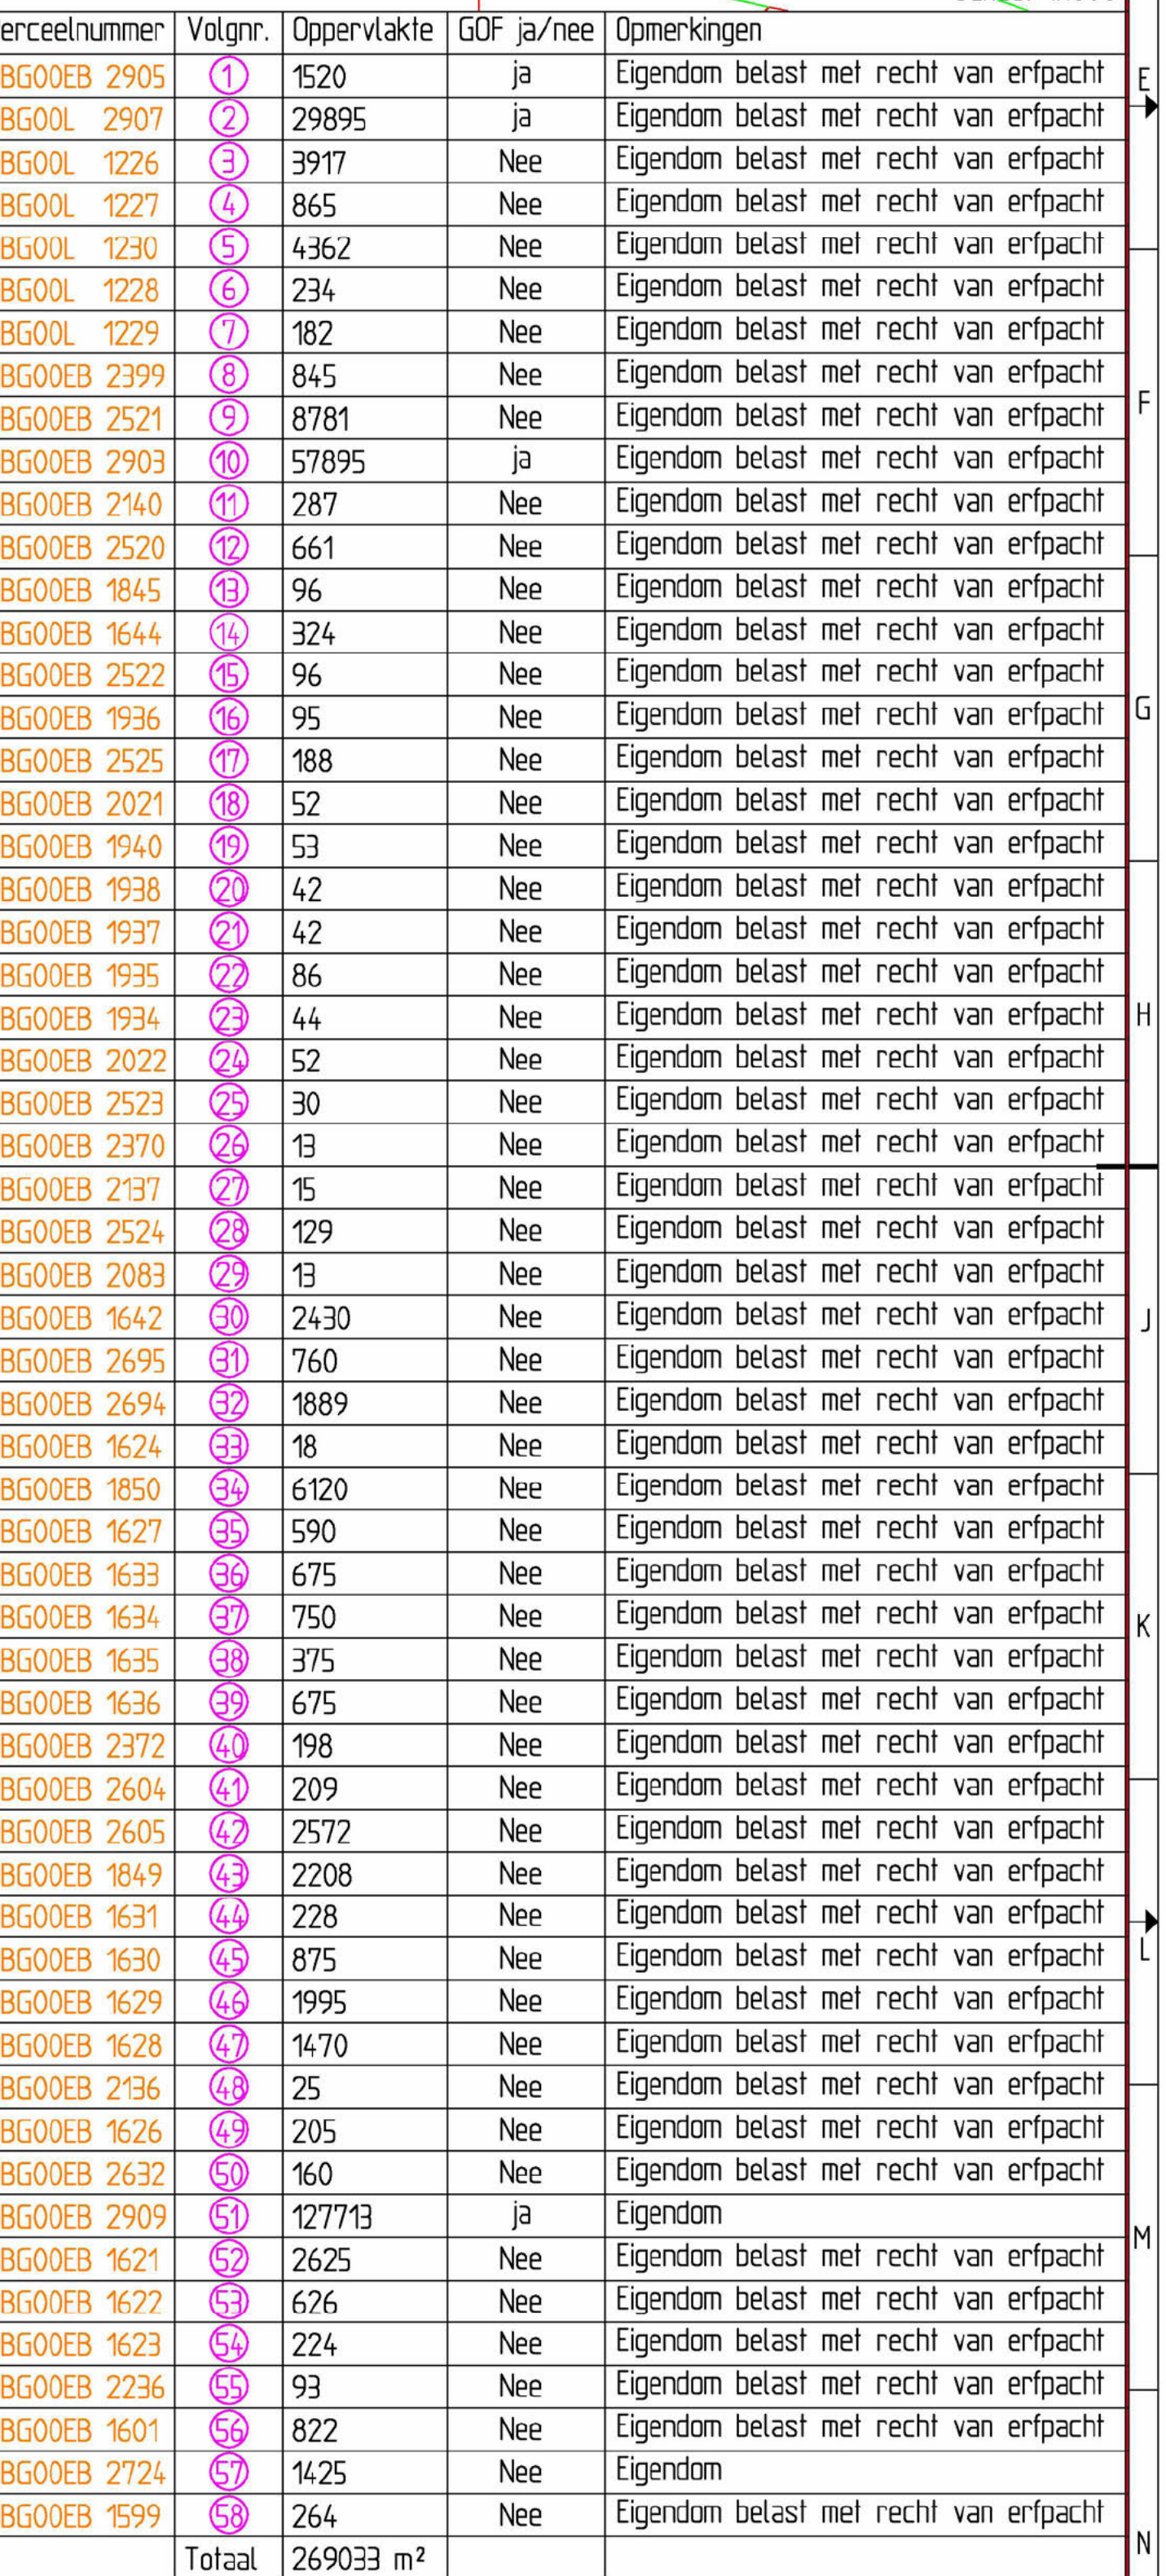 erceelnummer Volgnr. Oppervlakte GOF ja/nee Opmerkingen
BG00EB 2905 1 1520 ja Eigendom belast met recht van erfpacht E
BG00L 2907 2 29895 ja Eigendom belast met recht van erfpacht
BG00L 1226 3 3917 Nee Eigendom belast met recht van erfpacht
BG00L 1227 4 865 Nee Eigendom belast met recht van erfpacht
BG00L 1230 5 4362 Nee Eigendom belast met recht van erfpacht
BG00L 1228 6 234 Nee Eigendom belast met recht van erfpacht
BG00L 1229 7 182 Nee Eigendom belast met recht van erfpacht
BG00EB 2399 8 845 Nee Eigendom belast met recht van erfpacht
BG00EB 2521 9 8781 Nee Eigendom belast met recht van erfpacht F
BG00EB 2903 10 57895 ja Eigendom belast met recht van erfpacht
BG00EB 2140 11 287 Nee Eigendom belast met recht van erfpacht
BG00EB 2520 12 661 Nee Eigendom belast met recht van erfpacht
BG00EB 1845 13 96 Nee Eigendom belast met recht van erfpacht
BG00EB 1644 14 324 Nee Eigendom belast met recht van erfpacht
BG00EB 2522 15 96 Nee Eigendom belast met recht van erfpacht
BG00EB 1936 16 95 Nee Eigendom belast met recht van erfpacht G
BG00EB 2525 17 188 Nee Eigendom belast met recht van erfpacht
BG00EB 2021 18 52 Nee Eigendom belast met recht van erfpacht
BG00EB 1940 19 53 Nee Eigendom belast met recht van erfpacht
BG00EB 1938 20 42 Nee Eigendom belast met recht van erfpacht
BG00EB 1937 21 42 Nee Eigendom belast met recht van erfpacht
BG00EB 1935 22 86 Nee Eigendom belast met recht van erfpacht
BG00EB 1934 23 44 Nee Eigendom belast met recht van erfpacht H
BG00EB 2022 24 52 Nee Eigendom belast met recht van erfpacht
BG00EB 2523 25 30 Nee Eigendom belast met recht van erfpacht
BG00EB 2370 26 13 Nee Eigendom belast met recht van erfpacht
BG00EB 2137 27 15 Nee Eigendom belast met recht van erfpacht
BG00EB 2524 28 129 Nee Eigendom belast met recht van erfpacht
BG00EB 2083 29 13 Nee Eigendom belast met recht van erfpacht
BG00EB 1642 30 2430 Nee Eigendom belast met recht van erfpacht J
BG00EB 2695 31 760 Nee Eigendom belast met recht van erfpacht
BG00EB 2694 32 1889 Nee Eigendom belast met recht van erfpacht
BG00EB 1624 33 18 Nee Eigendom belast met recht van erfpacht
BG00EB 1850 34 6120 Nee Eigendom belast met recht van erfpacht
BG00EB 1627 35 590 Nee Eigendom belast met recht van erfpacht
BG00EB 1633 36 675 Nee Eigendom belast met recht van erfpacht
BG00EB 1634 37 750 Nee Eigendom belast met recht van erfpacht K
BG00EB 1635 38 375 Nee Eigendom belast met recht van erfpacht
BG00EB 1636 39 675 Nee Eigendom belast met recht van erfpacht
BG00EB 2372 40 198 Nee Eigendom belast met recht van erfpacht
BG00EB 2604 41 209 Nee Eigendom belast met recht van erfpacht
BG00EB 2605 42 2572 Nee Eigendom belast met recht van erfpacht
BG00EB 1849 43 2208 Nee Eigendom belast met recht van erfpacht
BG00EB 1631 44 228 Nee Eigendom belast met recht van erfpacht
BG00EB 1630 45 875 Nee Eigendom belast met recht van erfpacht L
BG00EB 1629 46 1995 Nee Eigendom belast met recht van erfpacht
BG00EB 1628 47 1470 Nee Eigendom belast met recht van erfpacht
BG00EB 2136 48 25 Nee Eigendom belast met recht van erfpacht
BG00EB 1626 49 205 Nee Eigendom belast met recht van erfpacht
BG00EB 2632 50 160 Nee Eigendom belast met recht van erfpacht
BG00EB 2909 51 127713 ja Eigendom M
BG00EB 1621 52 2625 Nee Eigendom belast met recht van erfpacht
BG00EB 1622 53 626 Nee Eigendom belast met recht van erfpacht
BG00EB 1623 54 224 Nee Eigendom belast met recht van erfpacht
BG00EB 2236 55 93 Nee Eigendom belast met recht van erfpacht
BG00EB 1601 56 822 Nee Eigendom belast met recht van erfpacht
BG00EB 2724 57 1425 Nee Eigendom
BG00EB 1599 58 264 Nee Eigendom belast met recht van erfpacht
Totaal 269033 m² N